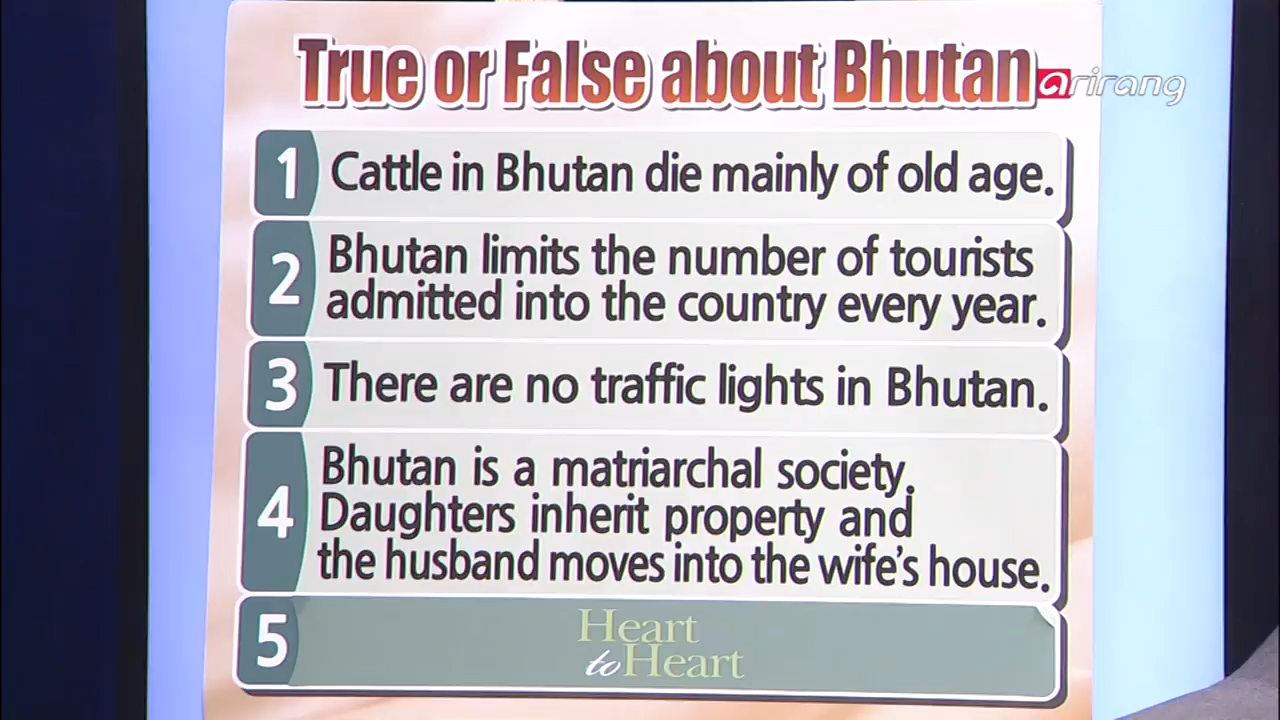 True or False about Bhutan
arirang
1
Cattle in Bhutan die mainly of old age.
2
Bhutan limits the number of tourists
admitted into the country every year.
3
There are no traffic lights in Bhutan.
4
Bhutan is a matriarchal society.
Daughters inherit property and
the husband moves into the wife's house.
5
Heart
to Heart